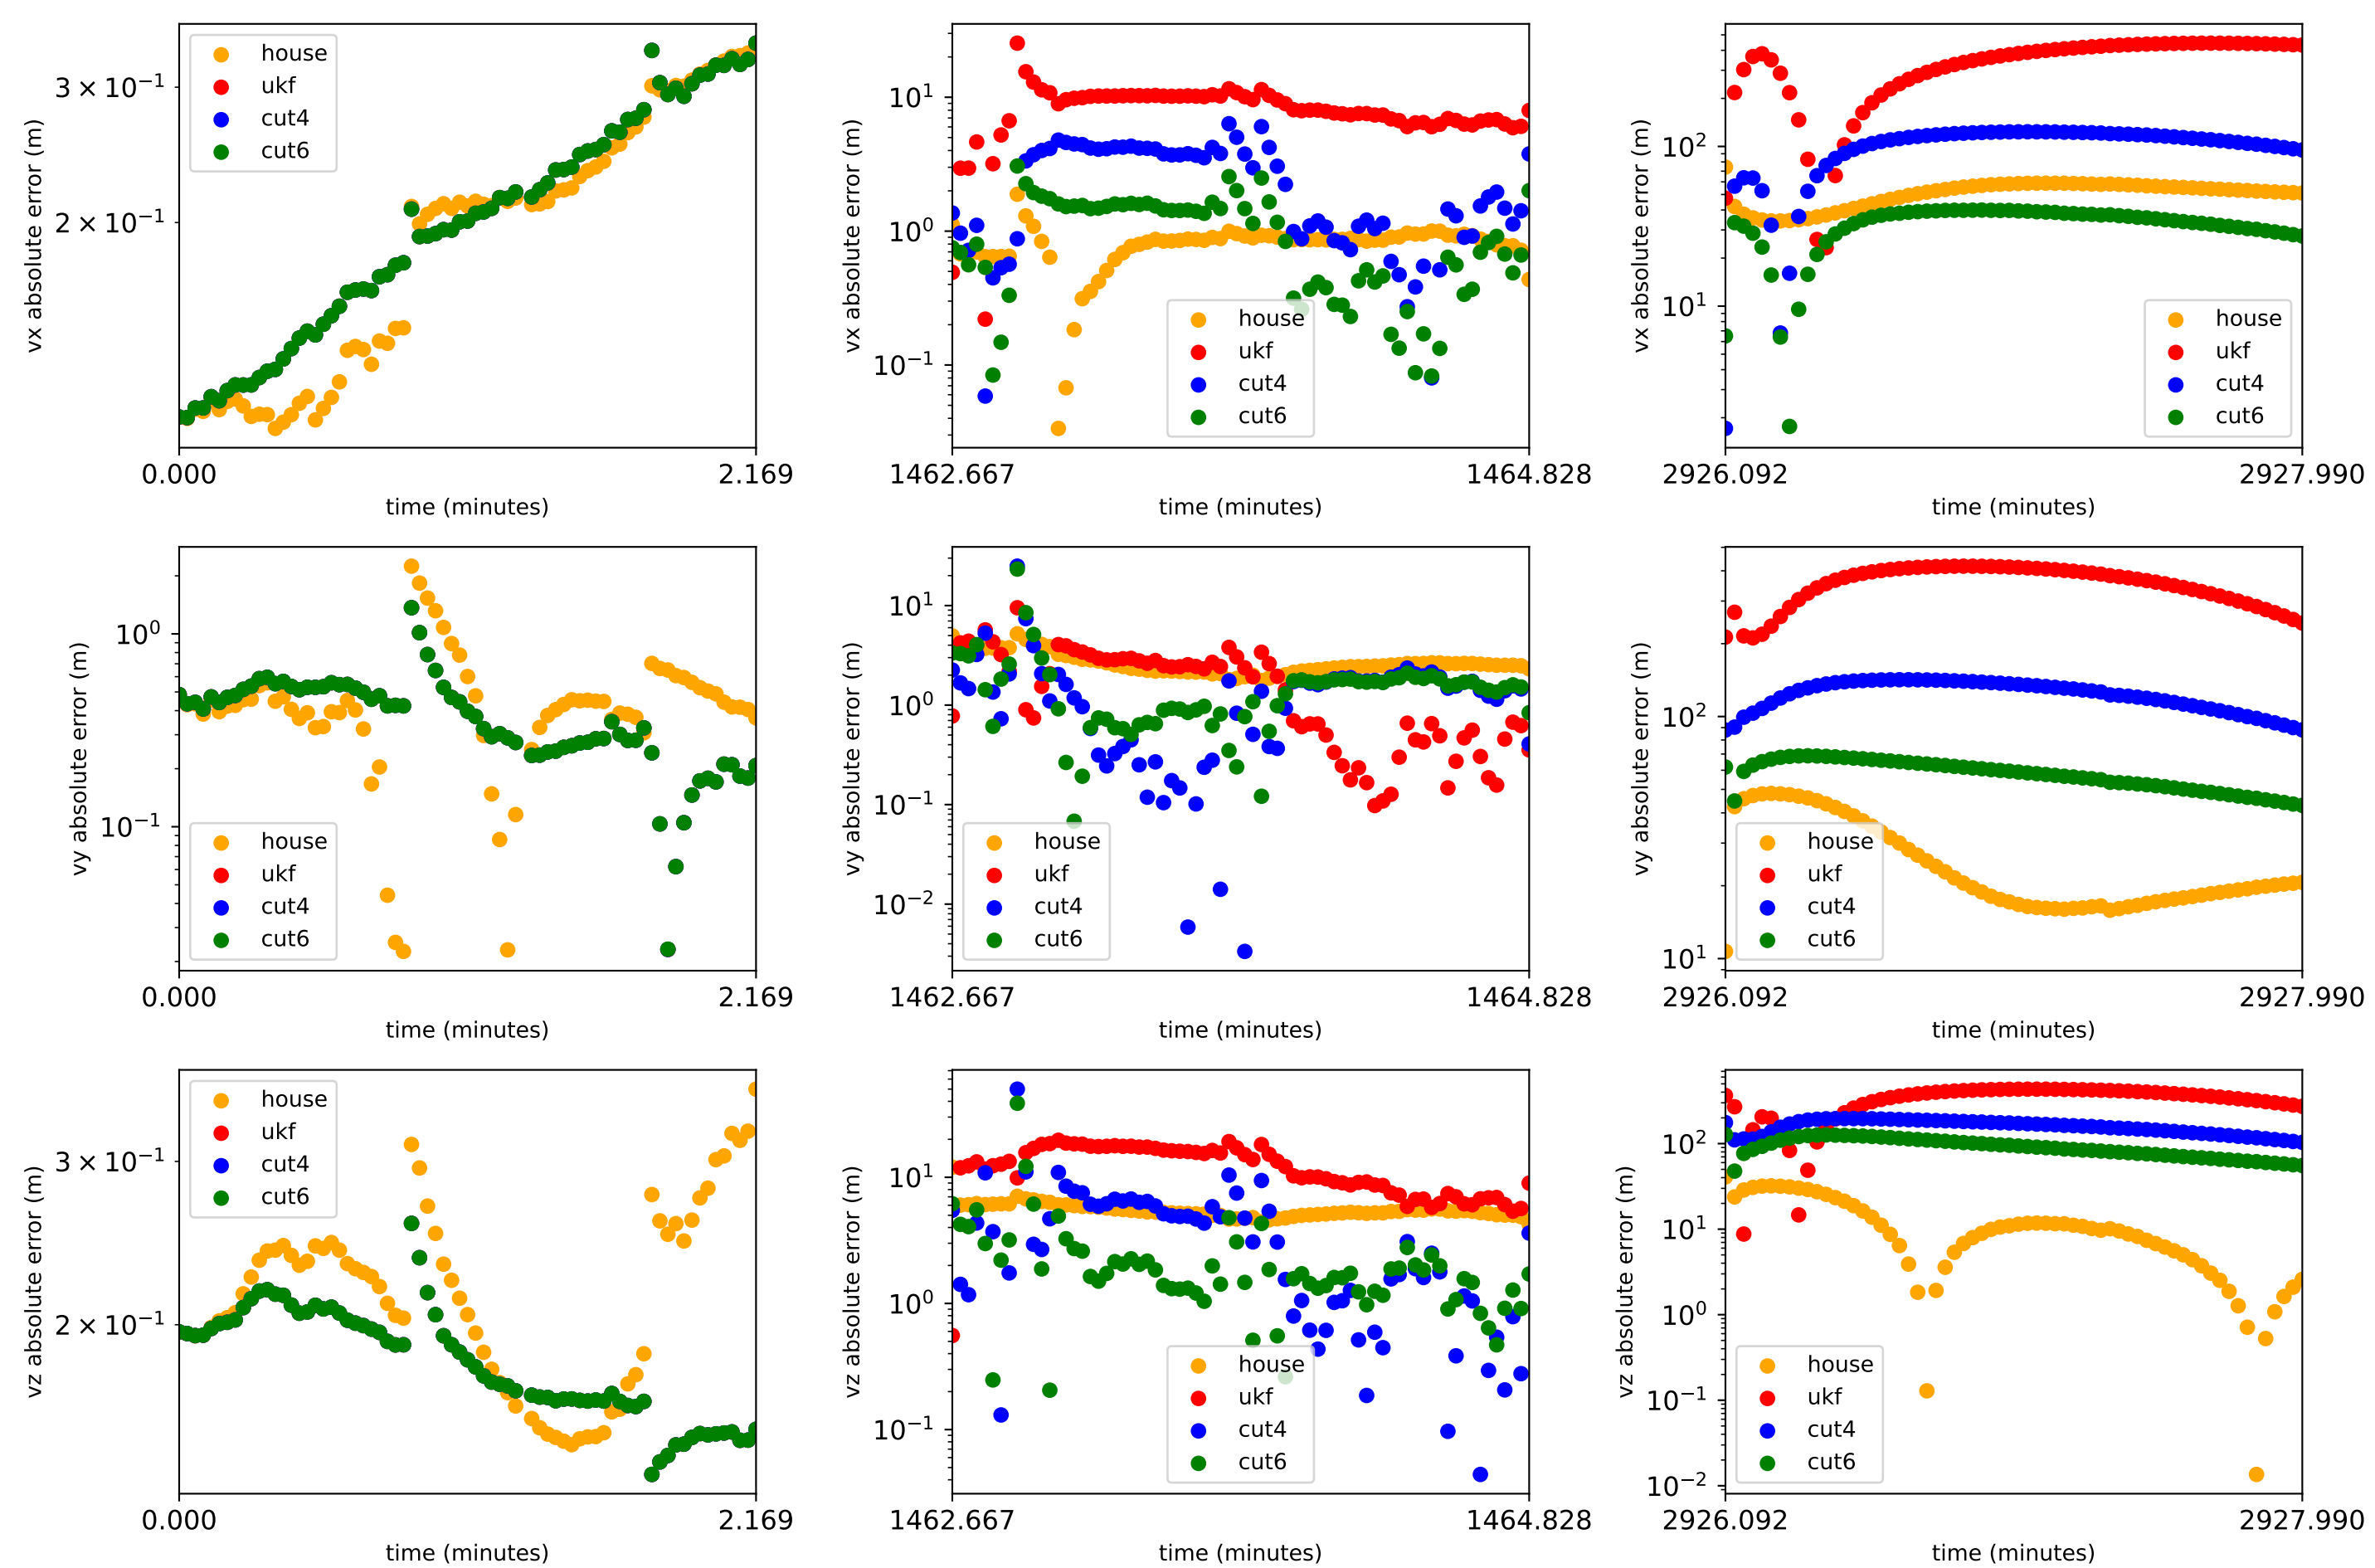 vx absolute error (m)
3 × 10⁻¹
2 × 10⁻¹
house
ukf
cut4
cut6
0.000
2.169
time (minutes)
vx absolute error (m)
10¹
10⁰
10⁻¹
house
ukf
cut4
cut6
1462.667
1464.828
time (minutes)
vx absolute error (m)
10²
10¹
house
ukf
cut4
cut6
2926.092
2927.990
time (minutes)
vy absolute error (m)
10⁰
10⁻¹
house
ukf
cut4
cut6
0.000
2.169
time (minutes)
vy absolute error (m)
10¹
10⁰
10⁻¹
10⁻²
house
ukf
cut4
cut6
1462.667
1464.828
time (minutes)
vy absolute error (m)
10²
10¹
house
ukf
cut4
cut6
2926.092
2927.990
time (minutes)
vz absolute error (m)
3 × 10⁻¹
2 × 10⁻¹
house
ukf
cut4
cut6
0.000
2.169
time (minutes)
vz absolute error (m)
10¹
10⁰
10⁻¹
house
ukf
cut4
cut6
1462.667
1464.828
time (minutes)
vz absolute error (m)
10²
10¹
10⁰
10⁻¹
10⁻²
house
ukf
cut4
cut6
2926.092
2927.990
time (minutes)